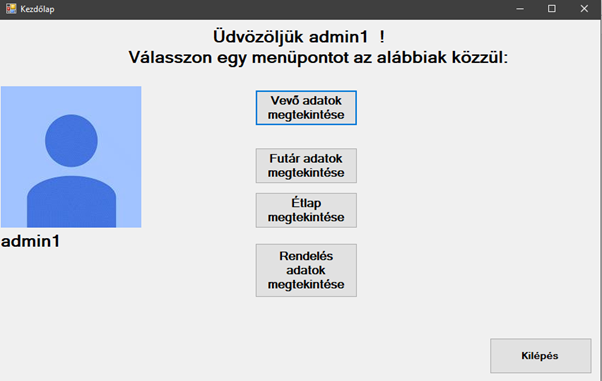 Kezdőlap
Üdvözöljük admin1 !
Válasszon egy menüpontot az alábbiak közzül:
Vevő adatok
megtekintése
Futár adatok
megtekintése
Étlap
megtekintése
Rendelés
adatok
megtekintése
admin1
Kilépés